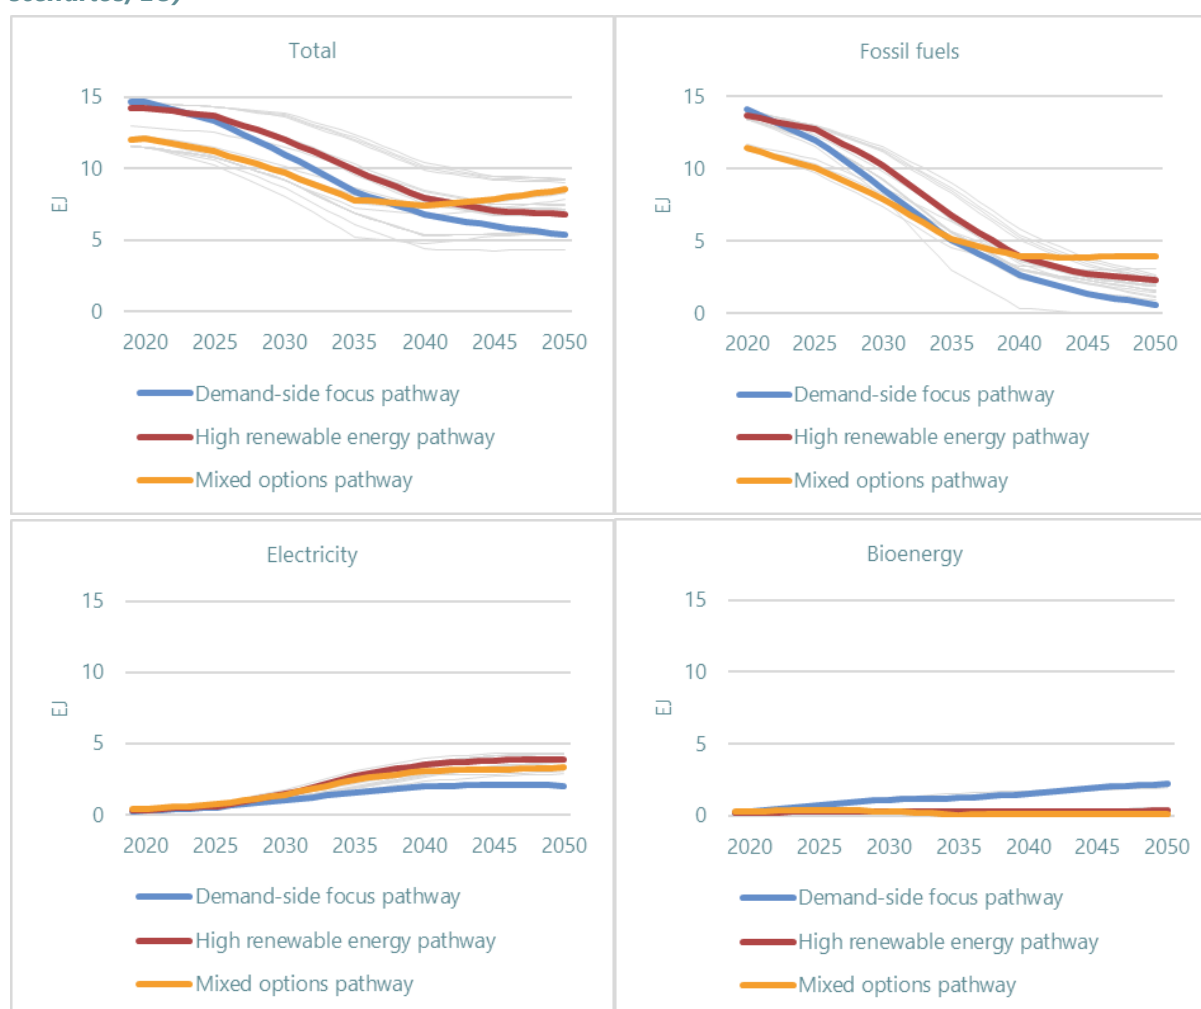 scenarios, EJ)
Total
15
10
5
0
EJ
2020 2025 2030 2035 2040 2045 2050
Demand-side focus pathway
High renewable energy pathway
Mixed options pathway
Fossil fuels
15
10
5
0
EJ
2020 2025 2030 2035 2040 2045 2050
Demand-side focus pathway
High renewable energy pathway
Mixed options pathway
Electricity
15
10
5
0
EJ
2020 2025 2030 2035 2040 2045 2050
Demand-side focus pathway
High renewable energy pathway
Mixed options pathway
Bioenergy
15
10
5
0
EJ
2020 2025 2030 2035 2040 2045 2050
Demand-side focus pathway
High renewable energy pathway
Mixed options pathway